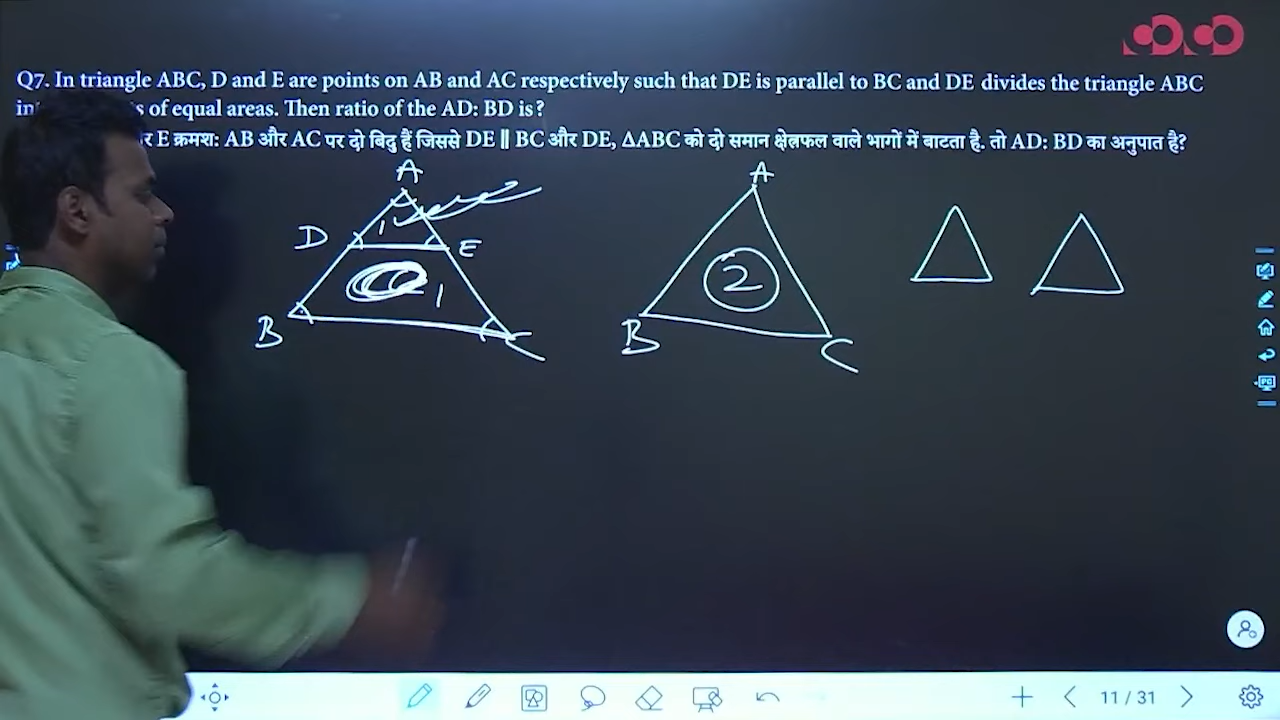 Q7. In triangle ABC, D and E are points on AB and AC respectively such that DE is parallel to BC and DE divides the triangle ABC
of equal areas. Then ratio of the AD: BD is?
E क्रमश: AB और AC पर दो बिंदु हैं जिससे DE ∥ BC और DE, ΔABC को दो समान क्षेत्रफल वाले भागों में बाटता है. तो AD: BD का अनुपात है?
A
A
D
1
E
2
1
B
C
B
C
11 / 31